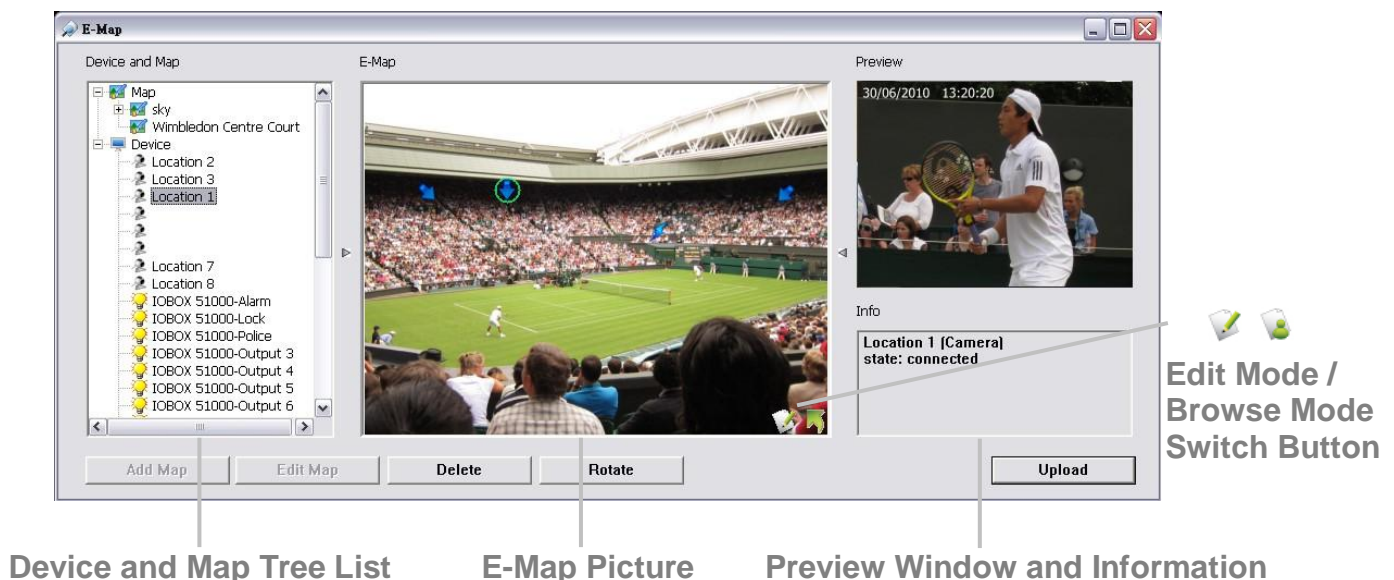 E-Map
Device and Map
E-Map
Preview
Map
sky
Wimbledon Centre Court
Device
Location 2
Location 3
Location 1
Location 7
Location 8
IOBOX 51000-Alarm
IOBOX 51000-Lock
IOBOX 51000-Police
IOBOX 51000-Output 3
IOBOX 51000-Output 4
IOBOX 51000-Output 5
IOBOX 51000-Output 6
30/06/2010 13:20:20
Info
Location 1 (Camera)
state: connected
Add Map
Edit Map
Delete
Rotate
Upload
Edit Mode /
Browse Mode
Switch Button
Device and Map Tree List
E-Map Picture
Preview Window and Information